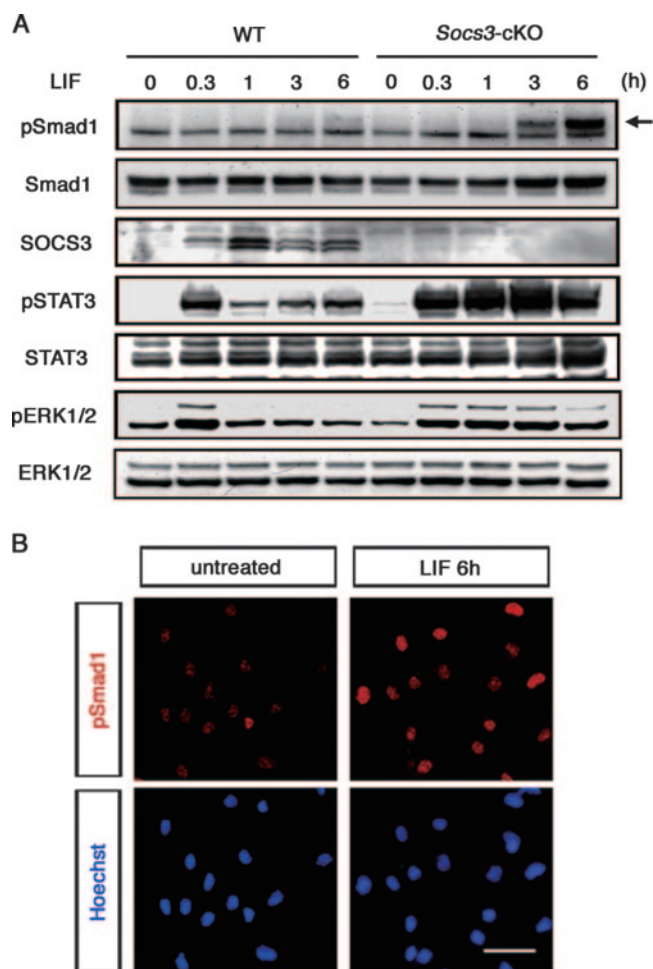 A
WT Socs3-cKO
LIF 0 0.3 1 3 6 0 0.3 1 3 6 (h)
pSmad1
Smad1
SOCS3
pSTAT3
STAT3
pERK1/2
ERK1/2
B
untreated LIF 6h
pSmad1
Hoechst